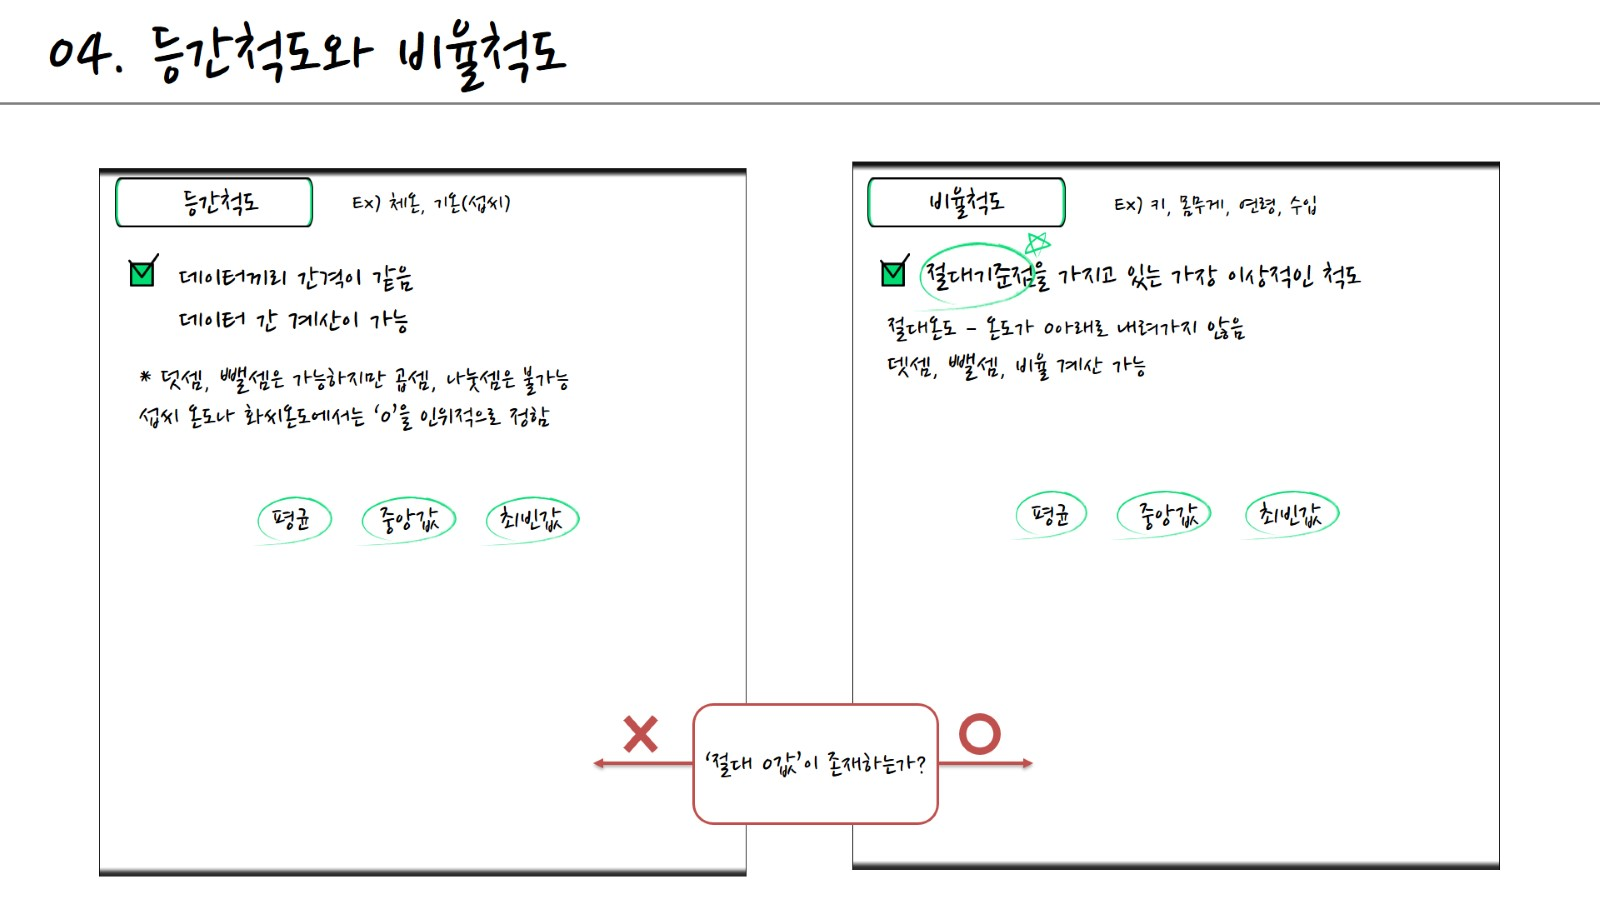 04. 등간척도와 비율척도
등간척도
Ex) 체온, 기온(섭씨)
데이터끼리 간격이 같음
데이터 간 계산이 가능
* 덧셈, 뺄셈은 가능하지만 곱셈, 나눗셈은 불가능
섭씨 온도나 화씨온도에서는 ‘0’을 인위적으로 정함
평균 중앙값 최빈값
비율척도
Ex) 키, 몸무게, 연령, 수입
절대기준점을 가지고 있는 가장 이상적인 척도
절대온도 - 온도가 0아래로 내려가지 않음
뎃셈, 뺄셈, 비율 계산 가능
평균 중앙값 최빈값
‘절대 0값’이 존재하는가?